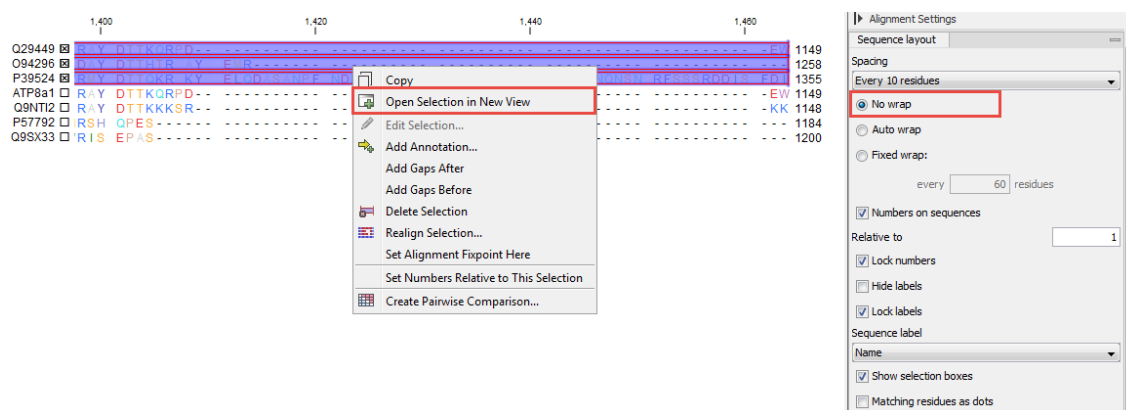 1,400 1,420 1,440 1,460
Q29449 RAY DTTKQRPD-- ---------- ---------- ---------- ---------- -EW 1149
O94296 1258
P39524 1355
ATP8a1 RAY DTTKQRPD-- ---------- ---------- ---------- ---------- -EW 1149
Q9NTI2 RAY DTTKKKSR-- ---------- ---------- ---------- ---------- -KK 1148
P57792 RSH QPES------ ---------- ---------- ---------- ---------- --- 1184
Q9SX33 RIS EPAS------ ---------- ---------- ---------- ---------- --- 1200
Copy
Open Selection in New View
Edit Selection...
Add Annotation...
Add Gaps After
Add Gaps Before
Delete Selection
Realign Selection...
Set Alignment Fixpoint Here
Set Numbers Relative to This Selection
Create Pairwise Comparison...
Alignment Settings
Sequence layout
Spacing
Every 10 residues
No wrap
Auto wrap
Fixed wrap:
every 60 residues
Numbers on sequences
Relative to 1
Lock numbers
Hide labels
Lock labels
Sequence label
Name
Show selection boxes
Matching residues as dots